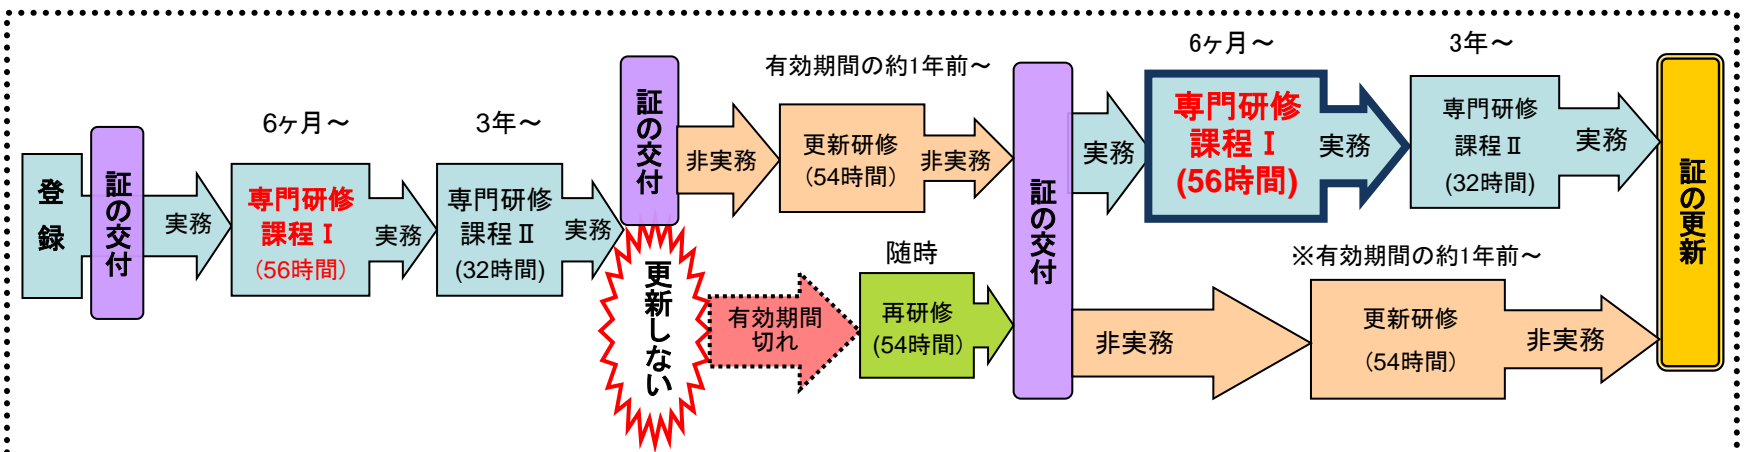 登録
証の交付
実務
6ヶ月～
専門研修
課程Ⅰ
（56時間）
実務
3年～
専門研修
課程Ⅱ
(32時間)
実務
証の交付
更新しない
有効期間の約1年前～
非実務
更新研修
（54時間）
非実務
有効期間
切れ
随時
再研修
(54時間）
証の交付
実務
6ヶ月～
専門研修
課程Ⅰ
(56時間)
実務
3年～
専門研修
課程Ⅱ
(32時間)
実務
※有効期間の約1年前～
非実務
更新研修
（54時間）
非実務
証の更新